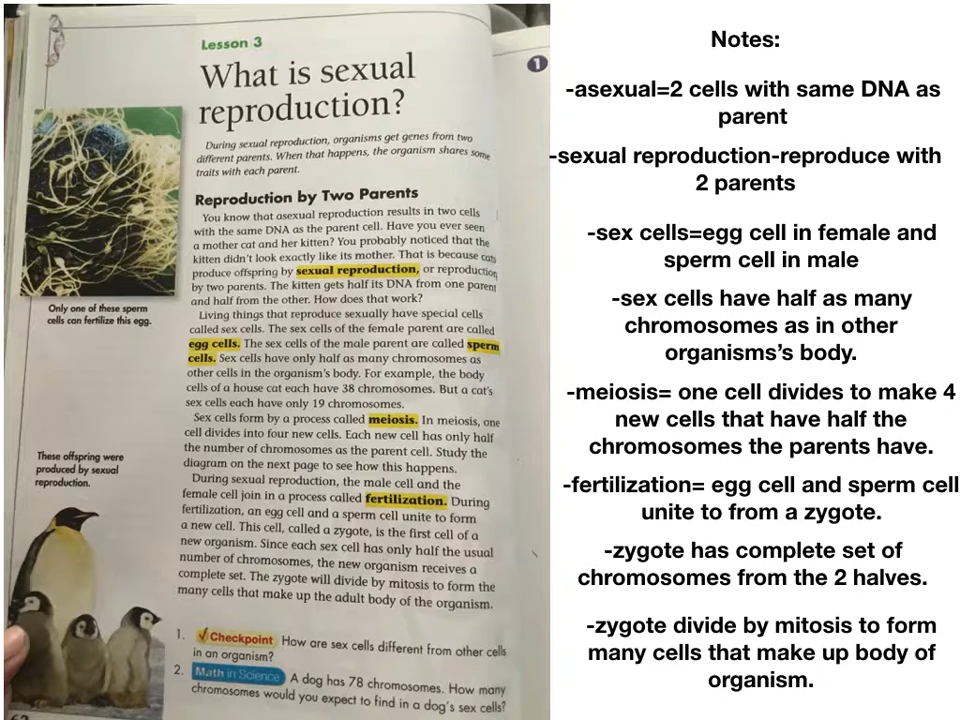 Lesson 3
What is sexual
reproduction?
During sexual reproduction, organisms get genes from two
different parents. When that happens, the organism shares some
traits with each parent.
Reproduction by Two Parents
You know that asexual reproduction results in two cells
with the same DNA as the parent cell. Have you ever seen
a mother cat and her kitten? You probably noticed that the
kitten didn't look exactly like its mother. That is because cats
produce offspring by sexual reproduction, or reproduction
by two parents. The kitten gets half its DNA from one parent
and half from the other. How does that work?
Living things that reproduce sexually have special cells
called sex cells. The sex cells of the female parent are called
egg cells. The sex cells of the male parent are called sperm
cells. Sex cells have only half as many chromosomes as
other cells in the organism's body. For example, the body
cells of a house cat each have 38 chromosomes. But a cat's
sex cells each have only 19 chromosomes.
Sex cells form by a process called meiosis. In meiosis, one
cell divides into four new cells. Each new cell has only half
the number of chromosomes as the parent cell. Study the
diagram on the next page to see how this happens.
During sexual reproduction, the male cell and the
female cell join in a process called fertilization. During
fertilization, an egg cell and a sperm cell unite to form
a new cell. This cell, called a zygote, is the first cell of a
new organism. Since each sex cell has only half the usual
number of chromosomes, the new organism receives a
complete set. The zygote will divide by mitosis to form the
many cells that make up the adult body of the organism.
1. ✓Checkpoint How are sex cells different from other cells
in an organism?
2. Math in Science A dog has 78 chromosomes. How many
chromosomes would you expect to find in a dog's sex cells?
Only one of these sperm
cells can fertilize this egg.
These offspring were
produced by sexual
reproduction.
1
Notes:
-asexual=2 cells with same DNA as
parent
-sexual reproduction-reproduce with
2 parents
-sex cells=egg cell in female and
sperm cell in male
-sex cells have half as many
chromosomes as in other
organisms's body.
-meiosis= one cell divides to make 4
new cells that have half the
chromosomes the parents have.
-fertilization= egg cell and sperm cell
unite to from a zygote.
-zygote has complete set of
chromosomes from the 2 halves.
-zygote divide by mitosis to form
many cells that make up body of
organism.